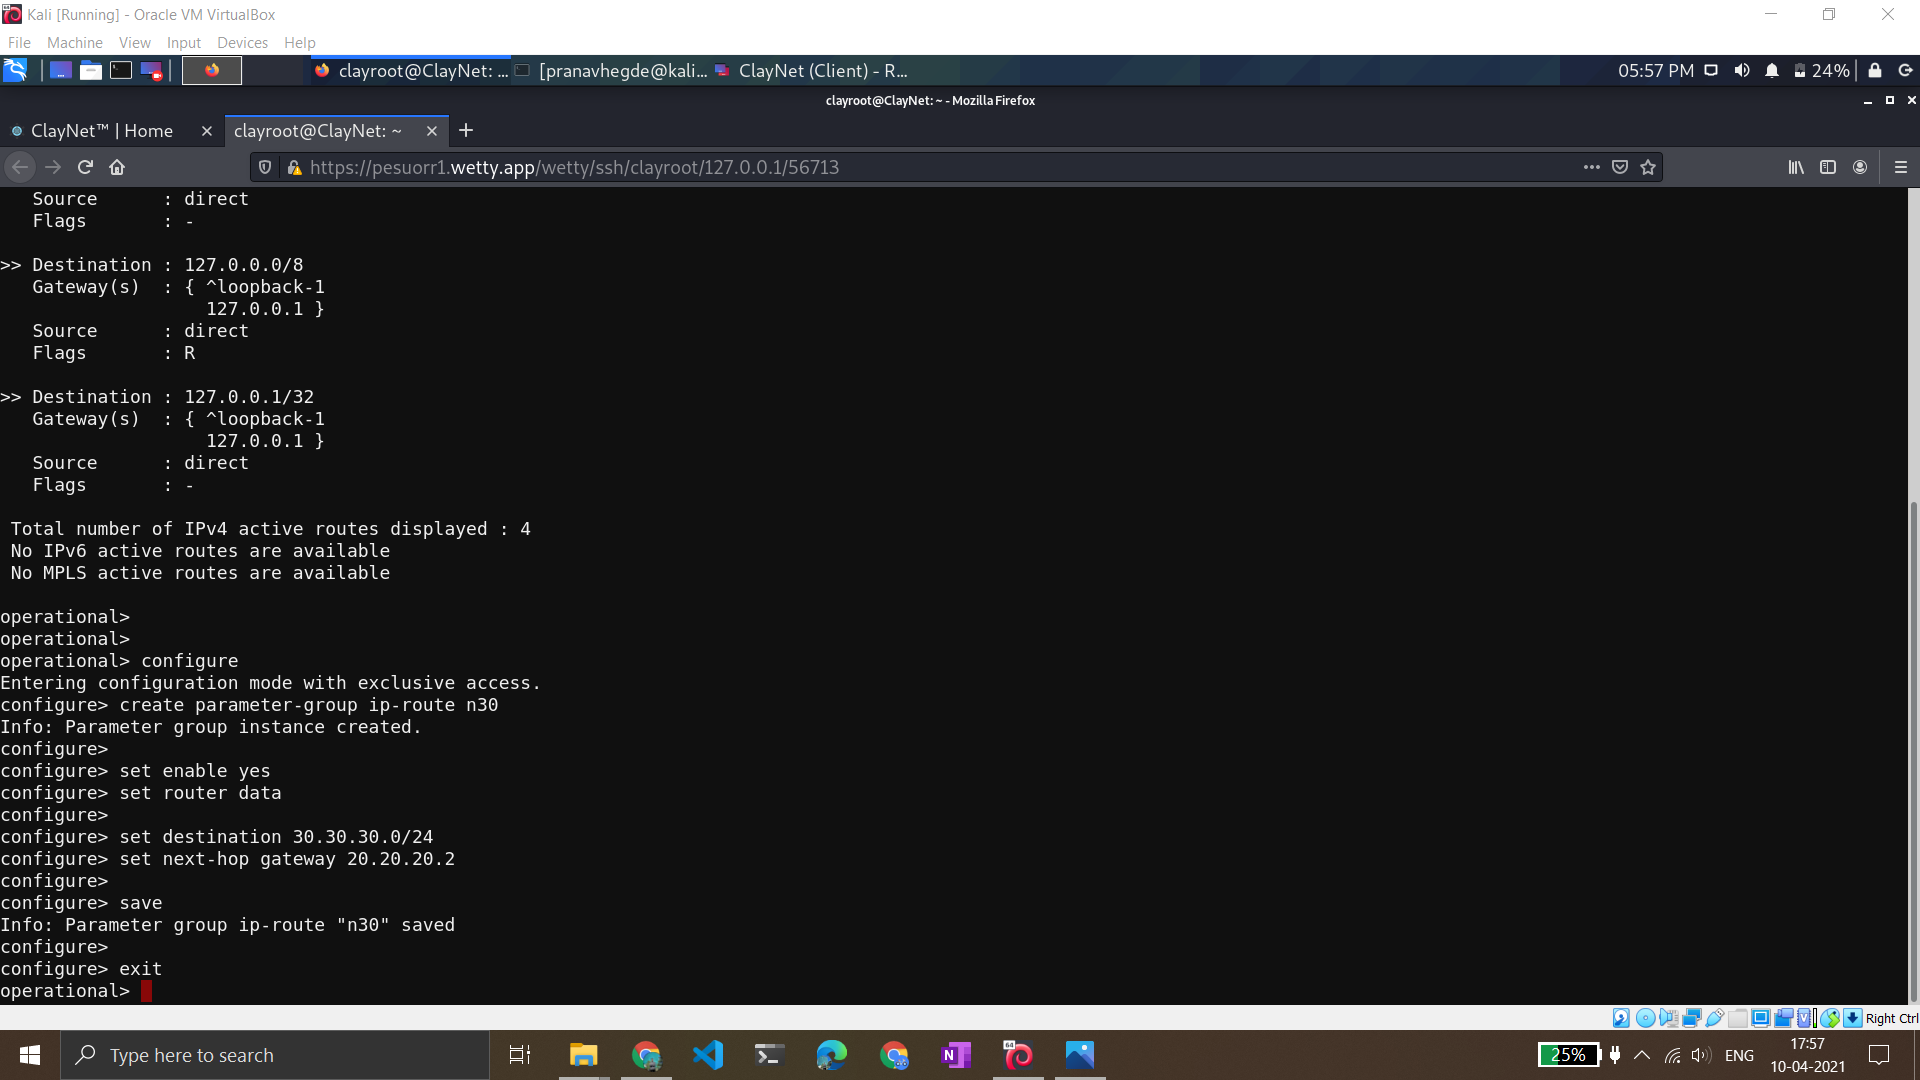 Kali [Running] - Oracle VM VirtualBox
File Machine View Input Devices Help
clayroot@ClayNet: ... [pranavhegde@kali... ClayNet (Client) - R... 05:57 PM 24%
clayroot@ClayNet: ~ - Mozilla Firefox
ClayNet™ | Home clayroot@ClayNet: ~
https://pesuorr1.wetty.app/wetty/ssh/clayroot/127.0.0.1/56713
Source : direct
Flags : -
>> Destination : 127.0.0.0/8
Gateway(s) : { ^loopback-1
127.0.0.1 }
Source : direct
Flags : R
>> Destination : 127.0.0.1/32
Gateway(s) : { ^loopback-1
127.0.0.1 }
Source : direct
Flags : -
Total number of IPv4 active routes displayed : 4
No IPv6 active routes are available
No MPLS active routes are available
operational>
operational>
operational> configure
Entering configuration mode with exclusive access.
configure> create parameter-group ip-route n30
Info: Parameter group instance created.
configure>
configure> set enable yes
configure> set router data
configure>
configure> set destination 30.30.30.0/24
configure> set next-hop gateway 20.20.20.2
configure>
configure> save
Info: Parameter group ip-route "n30" saved
configure>
configure> exit
operational>
Right Ctrl
Type here to search
25% ENG 17:57
10-04-2021